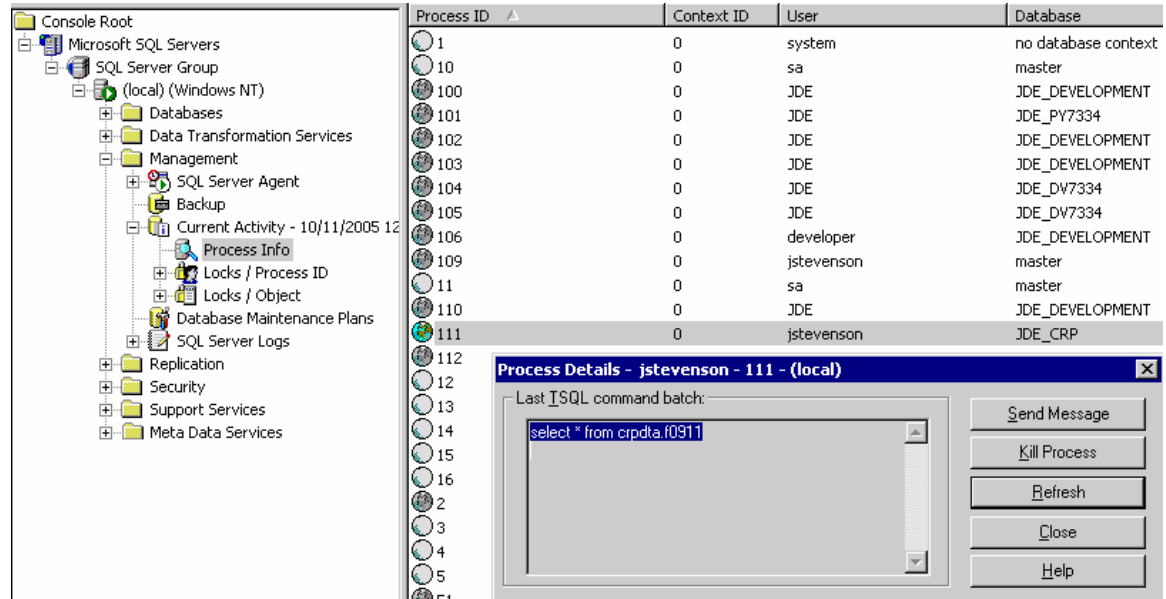 Console Root
Microsoft SQL Servers
SQL Server Group
(local) (Windows NT)
Databases
Data Transformation Services
Management
SQL Server Agent
Backup
Current Activity - 10/11/2005 12
Process Info
Locks / Process ID
Locks / Object
Database Maintenance Plans
SQL Server Logs
Replication
Security
Support Services
Meta Data Services
Process ID Context ID User Database
1 0 system no database context
10 0 sa master
100 0 JDE JDE_DEVELOPMENT
101 0 JDE JDE_PY7334
102 0 JDE JDE_DEVELOPMENT
103 0 JDE JDE_DEVELOPMENT
104 0 JDE JDE_DV7334
105 0 JDE JDE_DV7334
106 0 developer JDE_DEVELOPMENT
109 0 jstevenson master
11 0 sa master
110 0 JDE JDE_DEVELOPMENT
111 0 jstevenson JDE_CRP
112
12
13
14
15
16
2
3
4
5
51
Process Details - jstevenson - 111 - (local)
Last TSQL command batch:
select * from crpdta.f0911
Send Message
Kill Process
Refresh
Close
Help